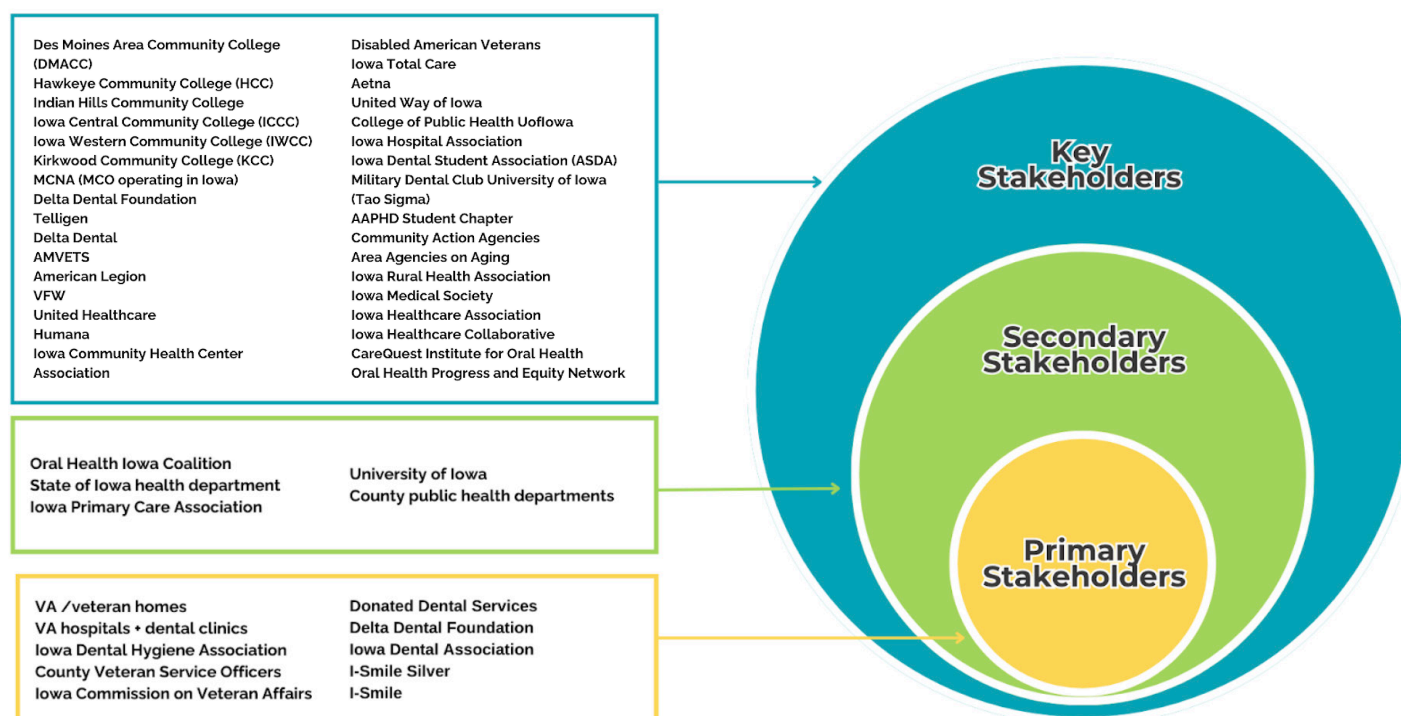 Des Moines Area Community College
(DMACC)
Hawkeye Community College (HCC)
Indian Hills Community College
Iowa Central Community College (ICCC)
Iowa Western Community College (IWCC)
Kirkwood Community College (KCC)
MCNA (MCO operating in Iowa)
Delta Dental Foundation
Telligen
Delta Dental
AMVETS
American Legion
VFW
United Healthcare
Humana
Iowa Community Health Center
Association
Disabled American Veterans
Iowa Total Care
Aetna
United Way of Iowa
College of Public Health UofIowa
Iowa Hospital Association
Iowa Dental Student Association (ASDA)
Military Dental Club University of Iowa
(Tao Sigma)
AAPHD Student Chapter
Community Action Agencies
Area Agencies on Aging
Iowa Rural Health Association
Iowa Medical Society
Iowa Healthcare Association
Iowa Healthcare Collaborative
CareQuest Institute for Oral Health
Oral Health Progress and Equity Network
Key
Stakeholders
Oral Health Iowa Coalition
State of Iowa health department
Iowa Primary Care Association
University of Iowa
County public health departments
Secondary
Stakeholders
VA /veteran homes
VA hospitals + dental clinics
Iowa Dental Hygiene Association
County Veteran Service Officers
Iowa Commission on Veteran Affairs
Donated Dental Services
Delta Dental Foundation
Iowa Dental Association
I-Smile Silver
I-Smile
Primary
Stakeholders